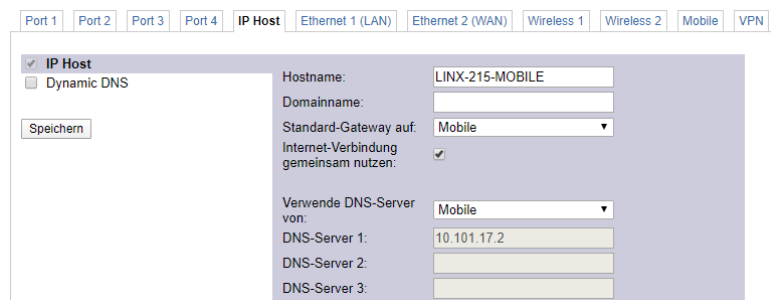 Port 1 Port 2 Port 3 Port 4 IP Host Ethernet 1 (LAN) Ethernet 2 (WAN) Wireless 1 Wireless 2 Mobile VPN
IP Host
Dynamic DNS
Speichern
Hostname: LINX-215-MOBILE
Domainname:
Standard-Gateway auf: Mobile
Internet-Verbindung
gemeinsam nutzen:
Verwende DNS-Server
von: Mobile
DNS-Server 1: 10.101.17.2
DNS-Server 2:
DNS-Server 3: